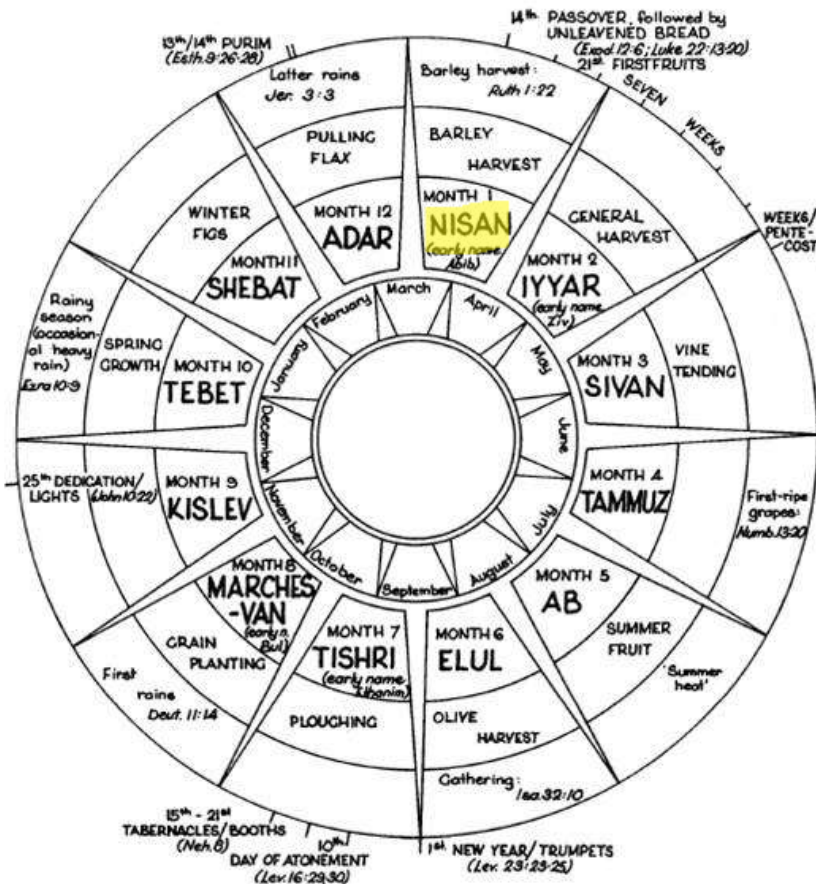 14th PASSOVER, followed by
UNLEAVENED BREAD
(Exod. 12:6; Luke 22:13-20)
21st FIRSTFRUITS
SEVEN
WEEKS
WEEKS/
PENTE-
COST
13th/14th PURIM
(Esth. 9:26-28)
Latter rains
Jer. 3:3
Barley harvest:
Ruth 1:22
PULLING
FLAX
BARLEY
HARVEST
MONTH 1
NISAN
(early name
Abib)
GENERAL
HARVEST
MONTH 2
IYYAR
(early name
Ziv)
MONTH 3
SIVAN
VINE
TENDING
MONTH 4
TAMMUZ
First-ripe
grapes:
Numb. 13:20
MONTH 5
AB
SUMMER
FRUIT
'Summer
heat'
MONTH 6
ELUL
OLIVE
HARVEST
Gathering:
Isa. 32:10
1st NEW YEAR/TRUMPETS
(Lev. 23:23-25)
MONTH 7
TISHRI
(early name
Ethanim)
PLOUGHING
10th
DAY OF ATONEMENT
(Lev. 16:29,30)
15th - 21st
TABERNACLES/BOOTHS
(Neh. 8)
MONTH 8
MARCHES
-VAN
(early n.
Bul)
GRAIN
PLANTING
First
rains
Deut. 11:14
MONTH 9
KISLEV
25th DEDICATION/
LIGHTS (John 10:22)
MONTH 10
TEBET
SPRING
GROWTH
Rainy
season
(occasion-
al heavy
rain)
Ezra 10:9
MONTH 11
SHEBAT
WINTER
FIGS
MONTH 12
ADAR
March
April
May
June
July
August
September
October
November
December
January
February